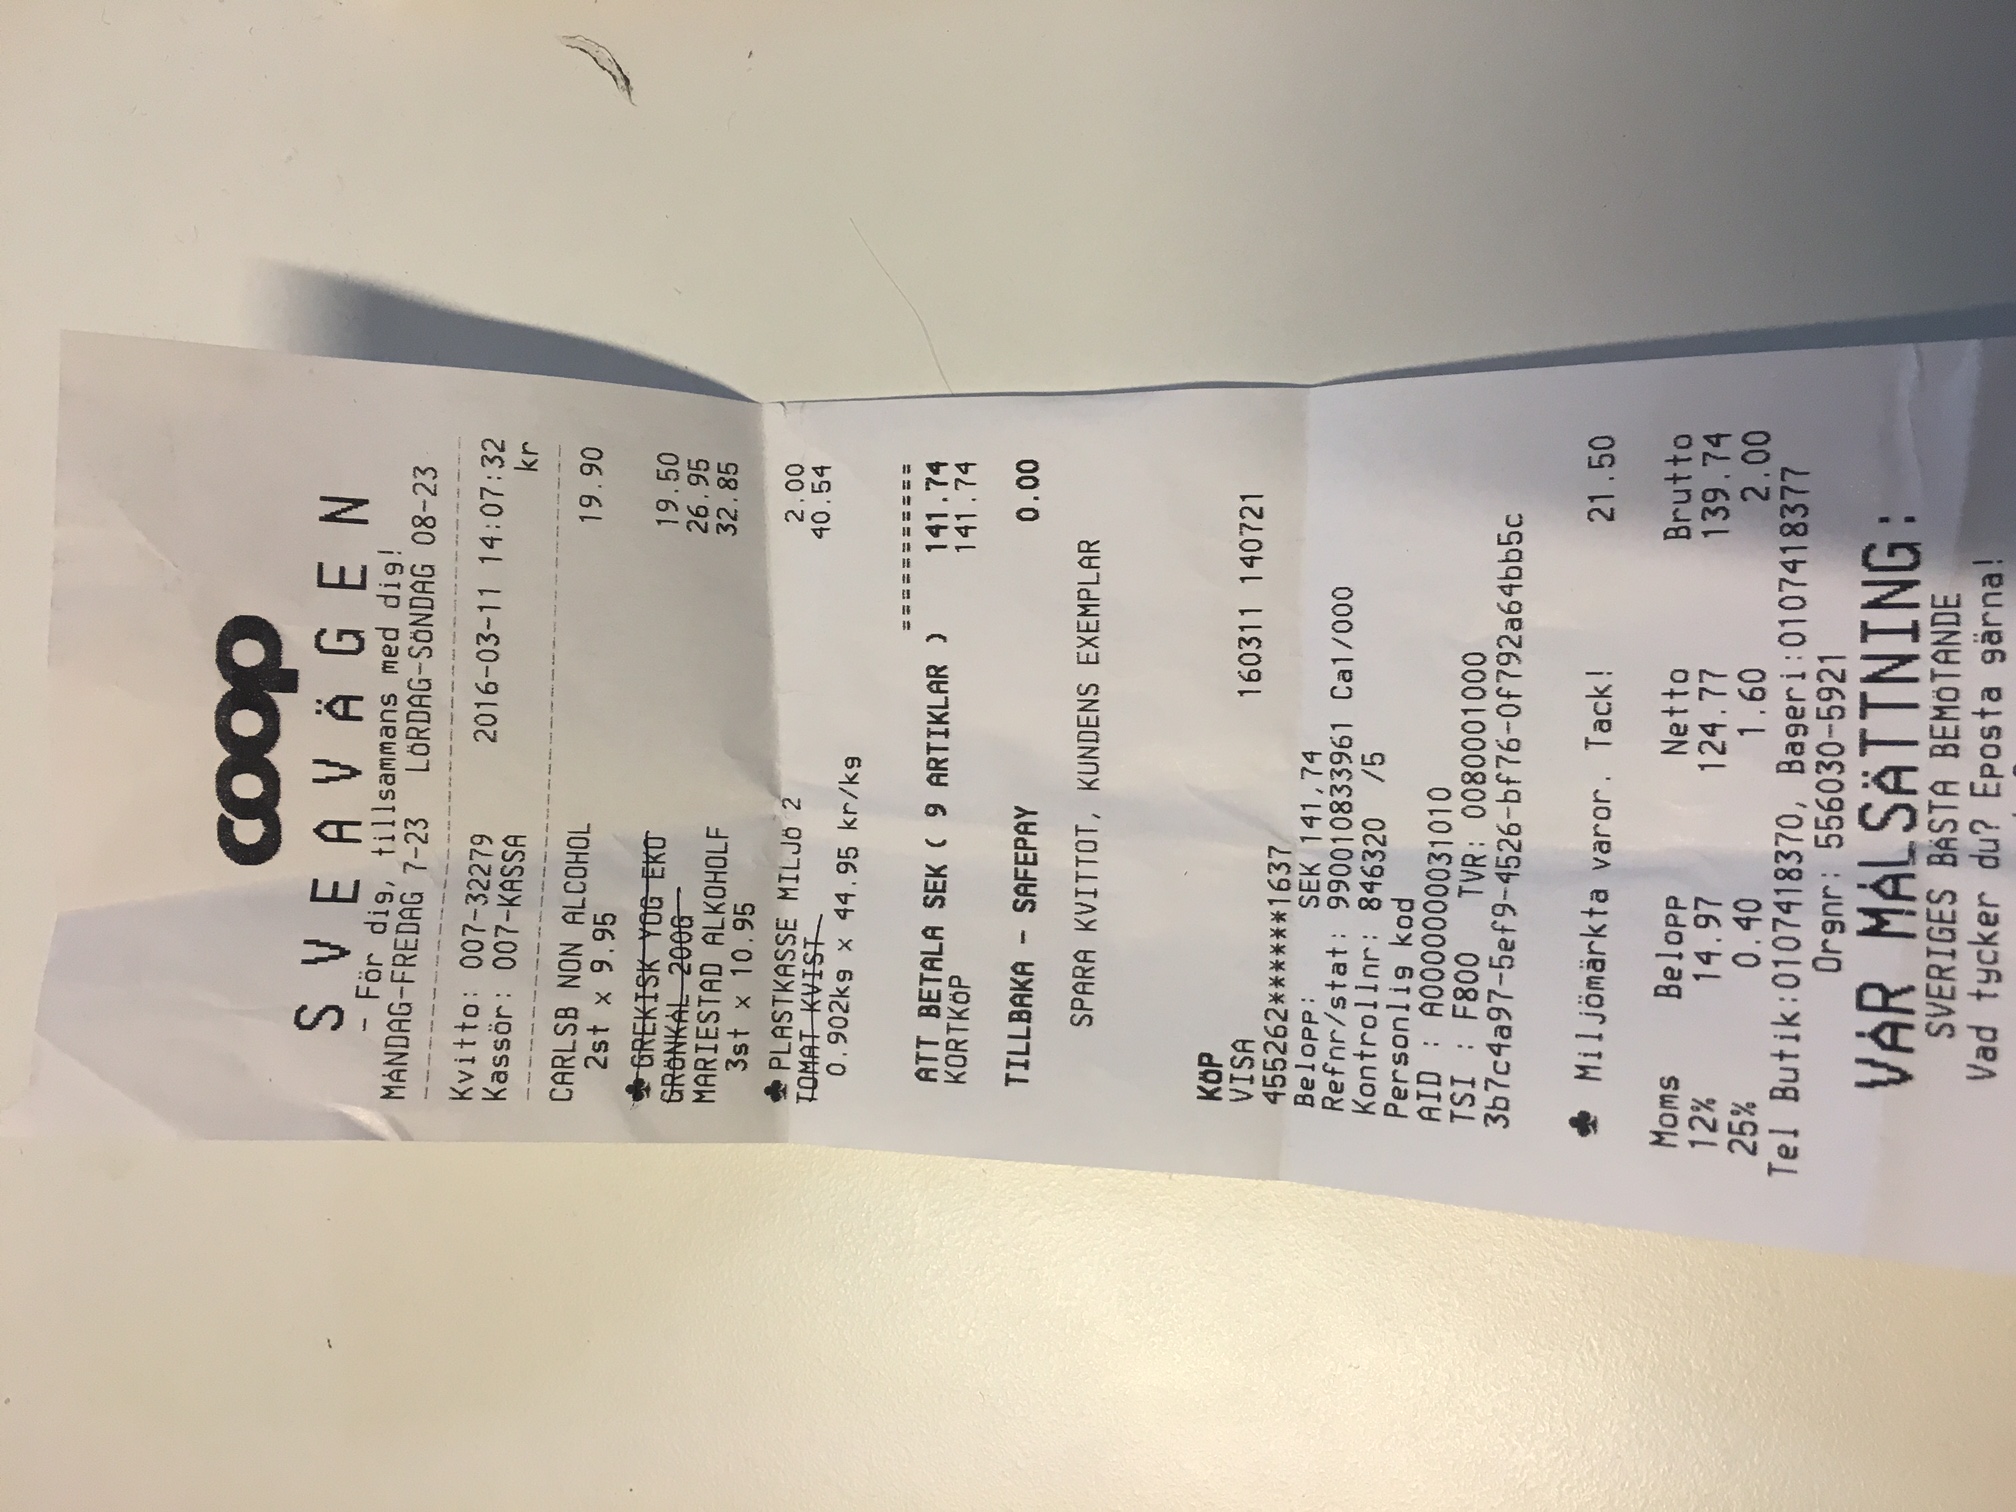 coop
SVEAVÄGEN
- För dig, tillsammans med dig!
MÅNDAG-FREDAG 7-23 LÖRDAG-SÖNDAG 08-23
Kvitto: 007-32279 2016-03-11 14:07:32
Kassör: 007-KASSA kr
CARLSB NON ALCOHOL 19.90
2st x 9.95
♣ GREKISK YOG EKO 19.50
GRÖNKÅL 200G 26.95
MARIESTAD ALKOHOLF 32.85
3st x 10.95
♣ PLASTKASSE MILJÖ 2 2.00
TOMAT KVIST 40.54
0.902kg x 44.95 kr/kg
===========
ATT BETALA SEK ( 9 ARTIKLAR ) 141.74
KORTKÖP 141.74
TILLBAKA - SAFEPAY 0.00
SPARA KVITTOT, KUNDENS EXEMPLAR
KÖP
VISA 160311 140721
455262******1637
Belopp: SEK 141,74
Refnr/stat: 990010833961 Ca1/000
Kontrollnr: 846320 /5
Personlig kod
AID : A0000000031010
TSI : F800 TVR: 0080001000
3b7c4a97-5ef9-4526-bf76-0f792a64bb5c
♣ Miljömärkta varor. Tack! 21.50
Moms Belopp Netto Brutto
12% 14.97 124.77 139.74
25% 0.40 1.60 2.00
Tel Butik:0107418370, Bageri:0107418377
Orgnr: 556030-5921
VÅR MÅLSÄTTNING:
SVERIGES BÄSTA BEMÖTANDE
Vad tycker du? Eposta gärna!